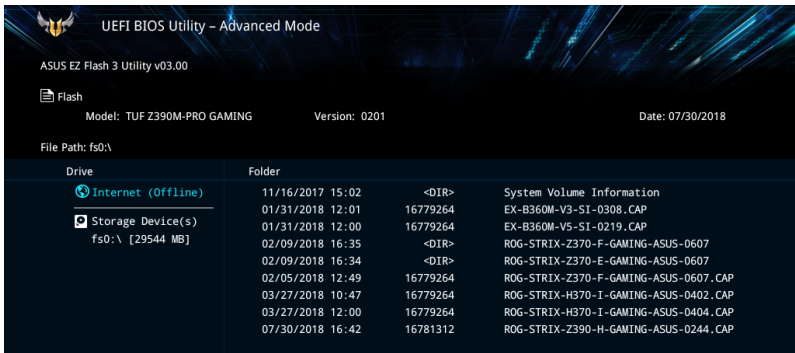 UEFI BIOS Utility – Advanced Mode
ASUS EZ Flash 3 Utility v03.00
Flash
Model: TUF Z390M-PRO GAMING Version: 0201 Date: 07/30/2018
File Path: fs0:\
Drive Folder
Internet (Offline) 11/16/2017 15:02 <DIR> System Volume Information
01/31/2018 12:01 16779264 EX-B360M-V3-SI-0308.CAP
Storage Device(s) 01/31/2018 12:00 16779264 EX-B360M-V5-SI-0219.CAP
fs0:\ [29544 MB] 02/09/2018 16:35 <DIR> ROG-STRIX-Z370-F-GAMING-ASUS-0607
02/09/2018 16:34 <DIR> ROG-STRIX-Z370-E-GAMING-ASUS-0607
02/05/2018 12:49 16779264 ROG-STRIX-Z370-F-GAMING-ASUS-0607.CAP
03/27/2018 10:47 16779264 ROG-STRIX-H370-I-GAMING-ASUS-0402.CAP
03/27/2018 12:00 16779264 ROG-STRIX-H370-I-GAMING-ASUS-0404.CAP
07/30/2018 16:42 16781312 ROG-STRIX-Z390-H-GAMING-ASUS-0244.CAP